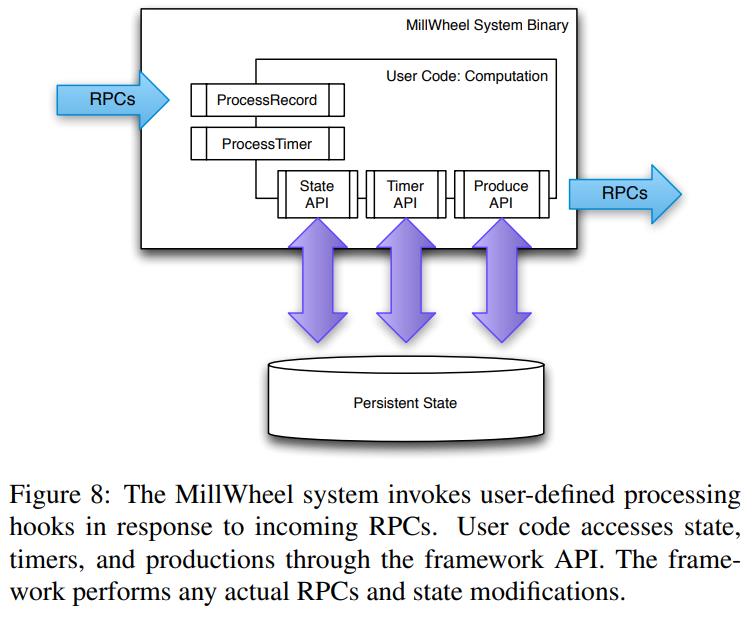 MillWheel System Binary
User Code: Computation
RPCs
ProcessRecord
ProcessTimer
State
API
Timer
API
Produce
API
RPCs
Persistent State
Figure 8: The MillWheel system invokes user-defined processing
hooks in response to incoming RPCs. User code accesses state,
timers, and productions through the framework API. The frame-
work performs any actual RPCs and state modifications.